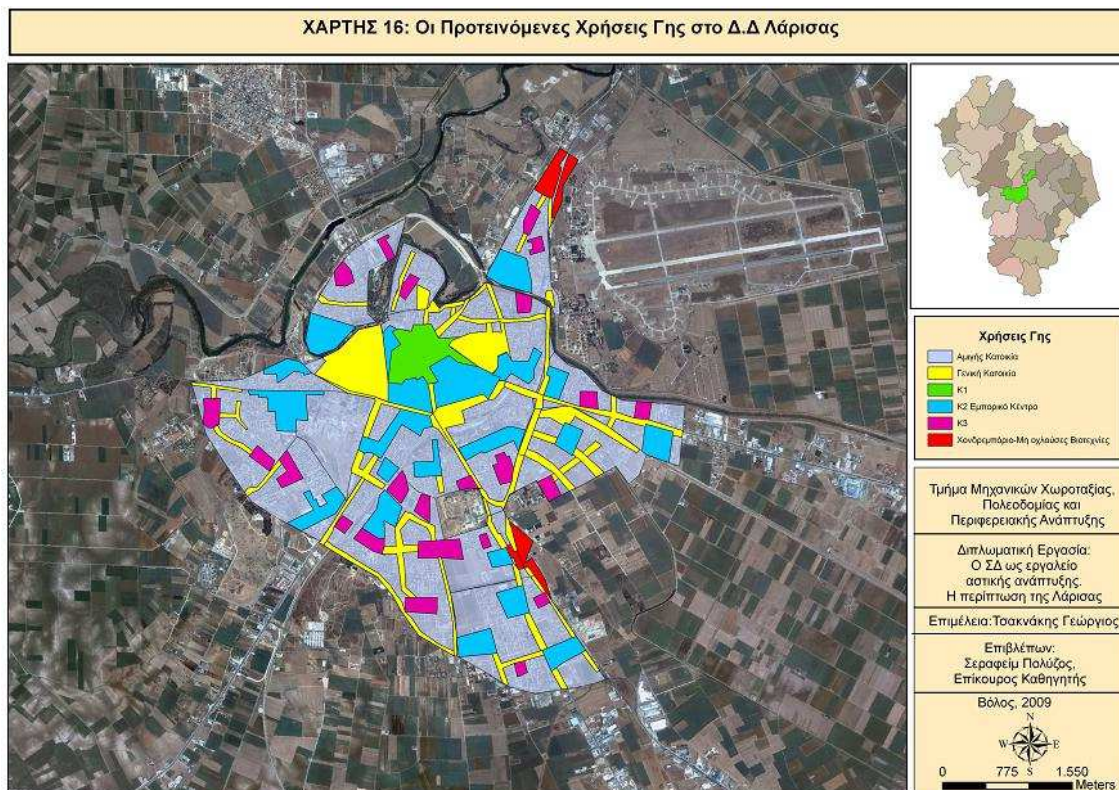 ΧΑΡΤΗΣ 16: Οι Προτεινόμενες Χρήσεις Γης στο Δ.Δ Λάρισας
Χρήσεις Γης
Αμιγής Κατοικία
Γενική Κατοικία
Κ1
Κ2 Εμπορικό Κέντρο
Κ3
Χονδρεμπόριο-Μη οχλούσες Βιοτεχνίες
Τμήμα Μηχανικών Χωροταξίας,
Πολεοδομίας και
Περιφερειακής Ανάπτυξης
Διπλωματική Εργασία:
Ο ΣΔ ως εργαλείο
αστικής ανάπτυξης.
Η περίπτωση της Λάρισας
Επιμέλεια:Τσακνάκης Γεώργιος
Επιβλέπων:
Σεραφείμ Πολύζος,
Επίκουρος Καθηγητής
Βόλος, 2009
N
W E
S
0 775 1.550
Meters